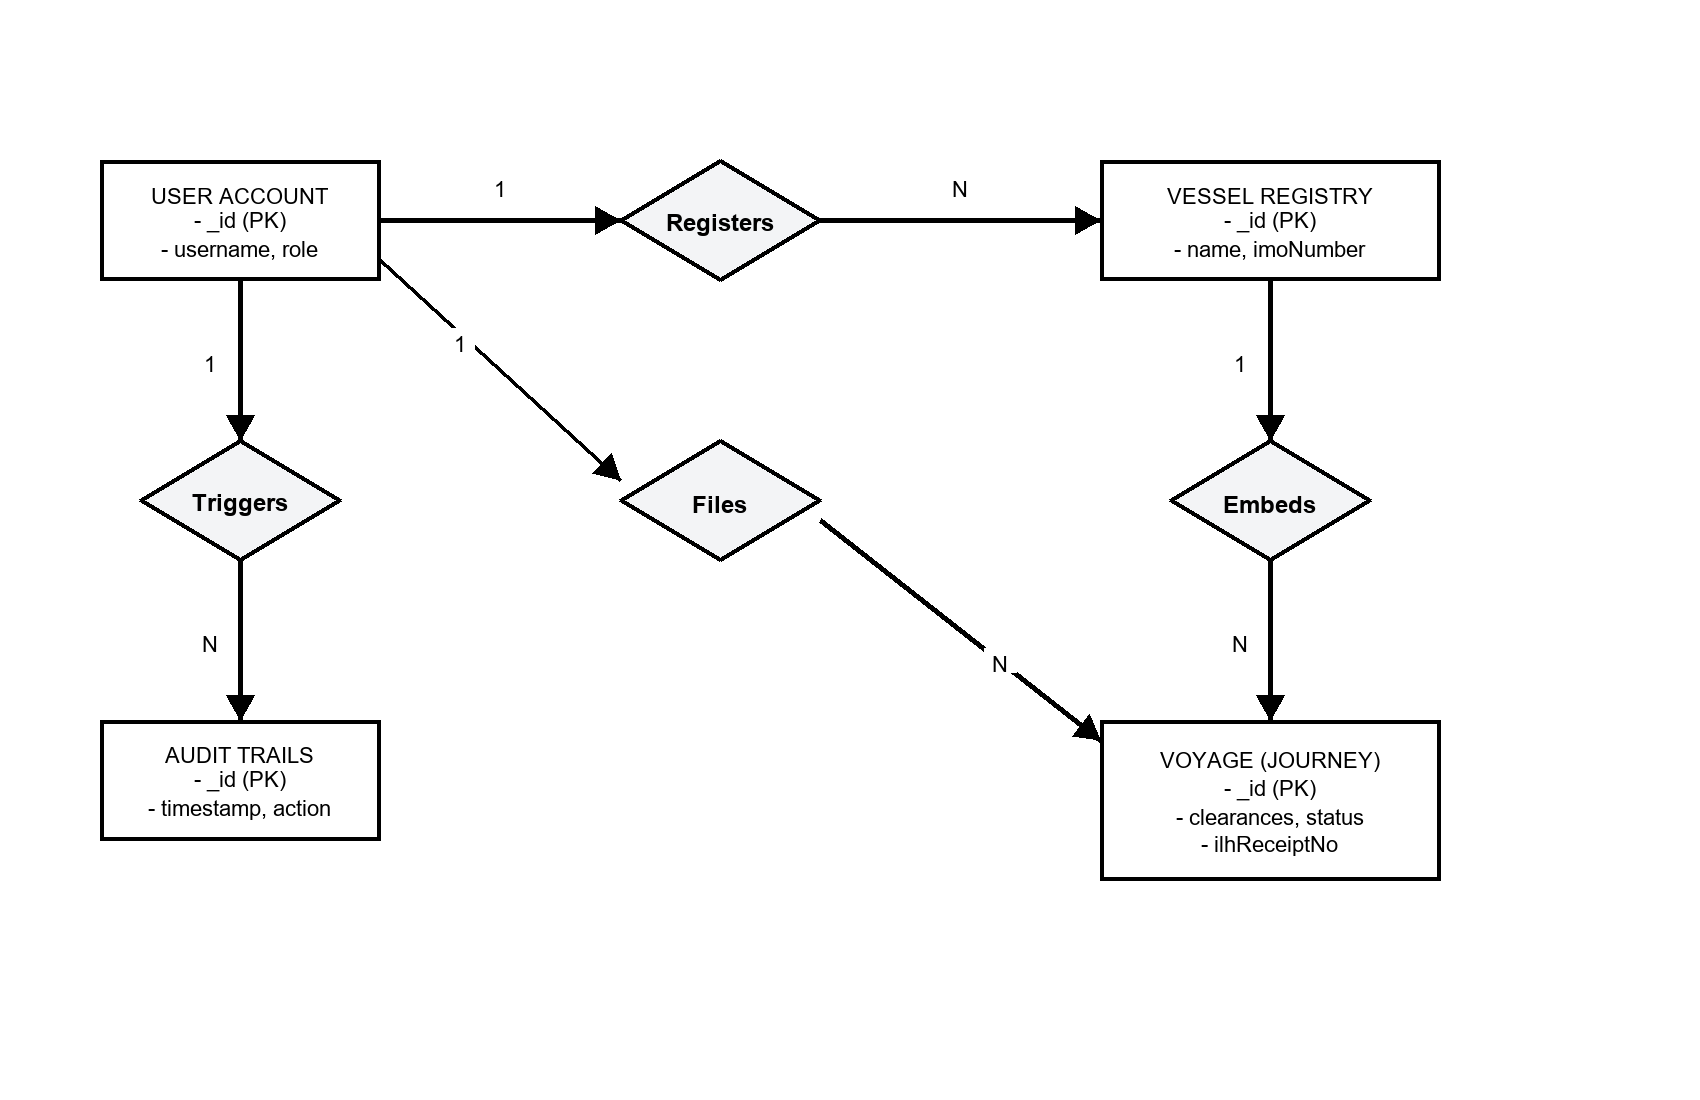 USER ACCOUNT
- _id (PK)
- username, role
1
Registers
N
VESSEL REGISTRY
- _id (PK)
- name, imoNumber
1
1
1
Triggers
Files
Embeds
N
N
N
AUDIT TRAILS
- _id (PK)
- timestamp, action
VOYAGE (JOURNEY)
- _id (PK)
- clearances, status
- ilhReceiptNo